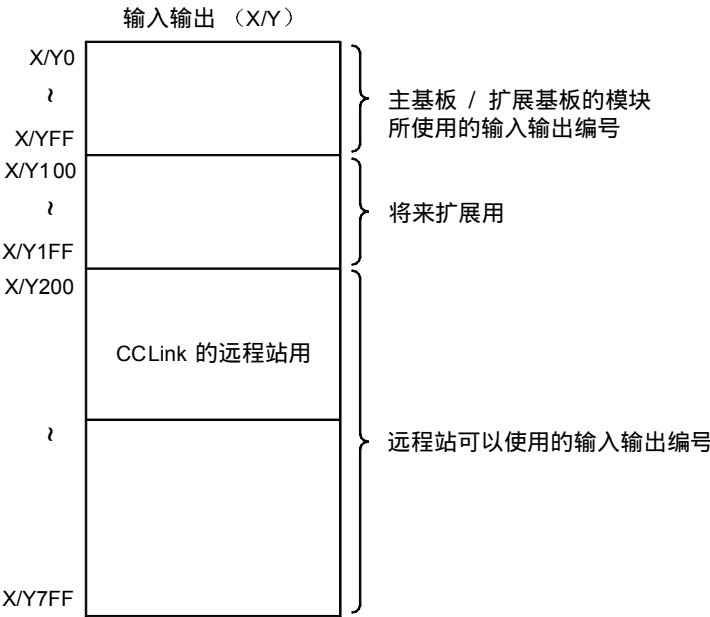 输入输出 （X/Y）
X/Y0
~
X/YFF
主基板 / 扩展基板的模块
所使用的输入输出编号
X/Y100
~
X/Y1FF
将来扩展用
X/Y200
CCLink 的远程站用
~
远程站可以使用的输入输出编号
X/Y7FF